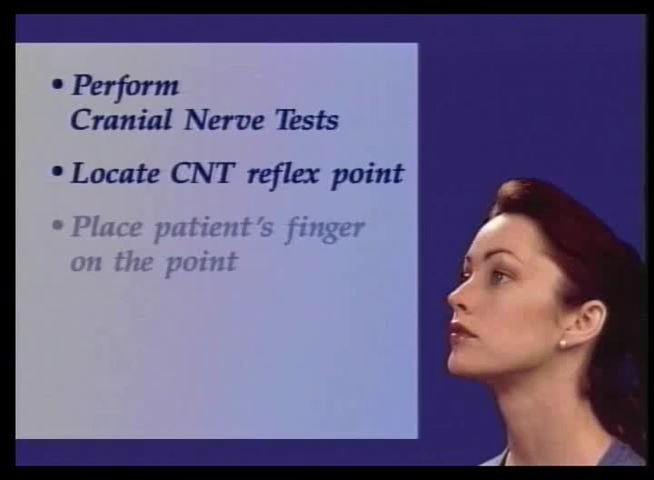 • Perform
Cranial Nerve Tests
• Locate CNT reflex point
• Place patient's finger
on the point